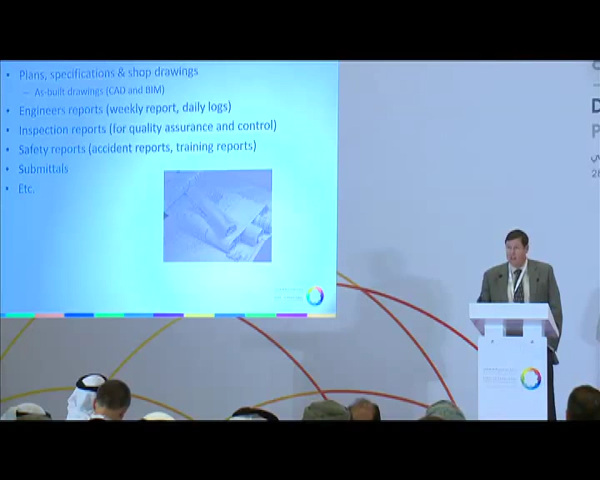 • Plans, specifications & shop drawings
– As-built drawings (CAD and BIM)
• Engineers reports (weekly report, daily logs)
• Inspection reports (for quality assurance and control)
• Safety reports (accident reports, training reports)
• Submittals
• Etc.